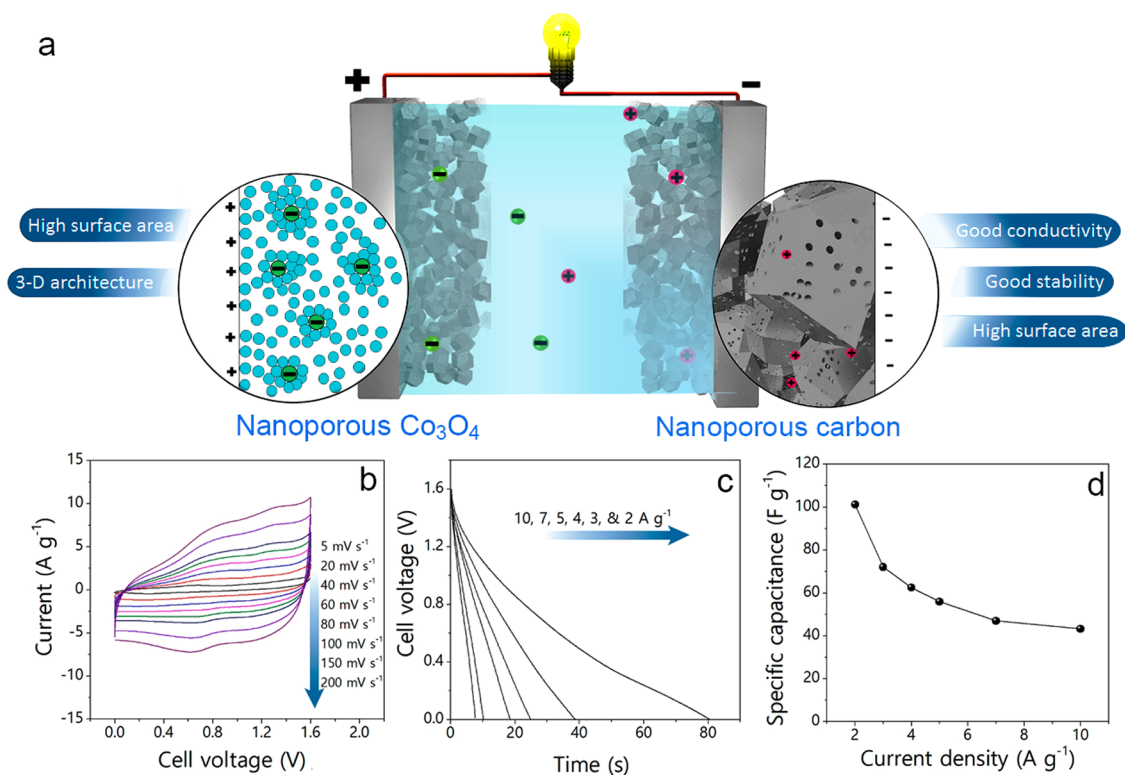 a
+
-
High surface area
3-D architecture
Good conductivity
Good stability
High surface area
Nanoporous Co₃O₄
Nanoporous carbon
b
15
10
5
0
-5
-10
-15
Current (A g⁻¹)
0.0 0.4 0.8 1.2 1.6 2.0
Cell voltage (V)
5 mV s⁻¹
20 mV s⁻¹
40 mV s⁻¹
60 mV s⁻¹
80 mV s⁻¹
100 mV s⁻¹
150 mV s⁻¹
200 mV s⁻¹
c
10, 7, 5, 4, 3, & 2 A g⁻¹
2.0
1.6
1.2
0.8
0.4
0.0
Cell voltage (V)
0 20 40 60 80
Time (s)
d
120
100
80
60
40
20
0
Specific capacitance (F g⁻¹)
2 4 6 8 10
Current density (A g⁻¹)